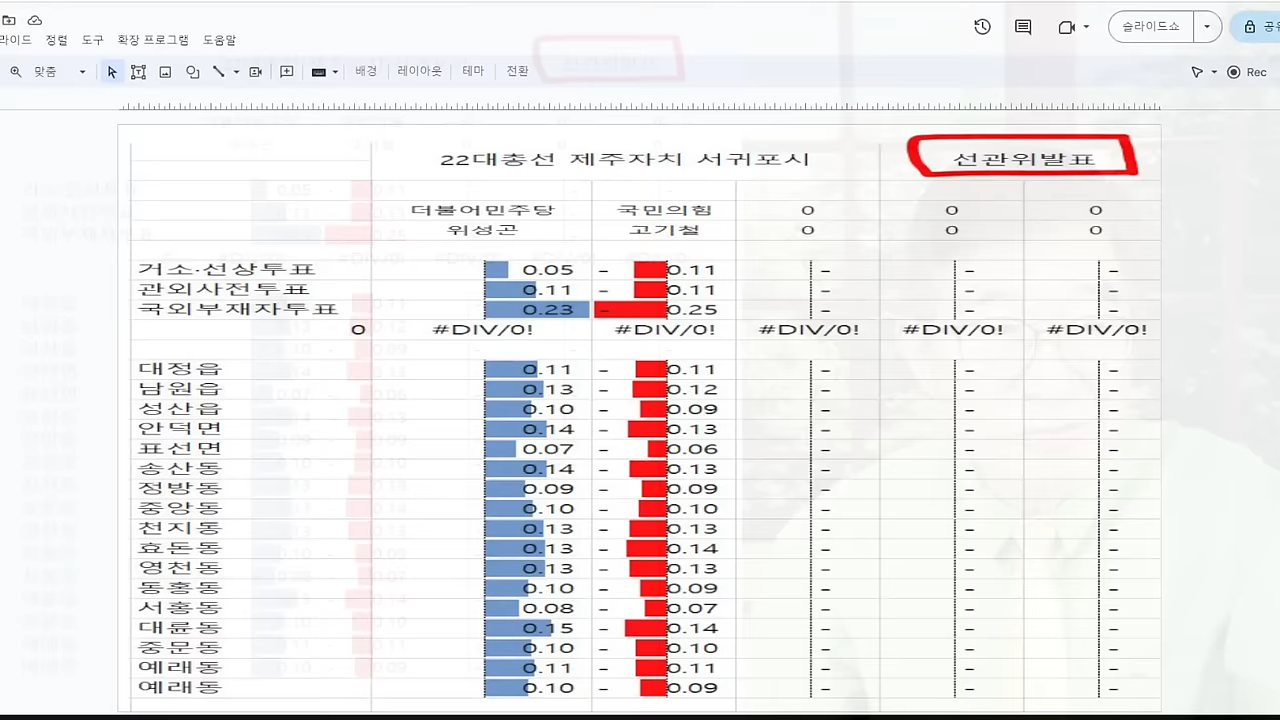 라이드 정렬 도구 확장 프로그램 도움말
슬라이드쇼
맞춤
배경 레이아웃 테마 전환
Rec
22대총선 제주자치 서귀포시 선관위발표
더불어민주당 국민의힘 0 0 0
위성곤 고기철 0 0 0
거소·선상투표 0.05 - 0.11 - - -
관외사전투표 0.11 - 0.11 - - -
국외부재자투표 0.23 - 0.25 - - -
0 #DIV/0! #DIV/0! #DIV/0! #DIV/0! #DIV/0!
대정읍 0.11 - 0.11 - - -
남원읍 0.13 - 0.12 - - -
성산읍 0.10 - 0.09 - - -
안덕면 0.14 - 0.13 - - -
표선면 0.07 - 0.06 - - -
송산동 0.14 - 0.13 - - -
정방동 0.09 - 0.09 - - -
중앙동 0.10 - 0.10 - - -
천지동 0.13 - 0.13 - - -
효돈동 0.13 - 0.14 - - -
영천동 0.13 - 0.13 - - -
동홍동 0.10 - 0.09 - - -
서홍동 0.08 - 0.07 - - -
대륜동 0.15 - 0.14 - - -
중문동 0.10 - 0.10 - - -
예래동 0.11 - 0.11 - - -
예래동 0.10 - 0.09 - - -